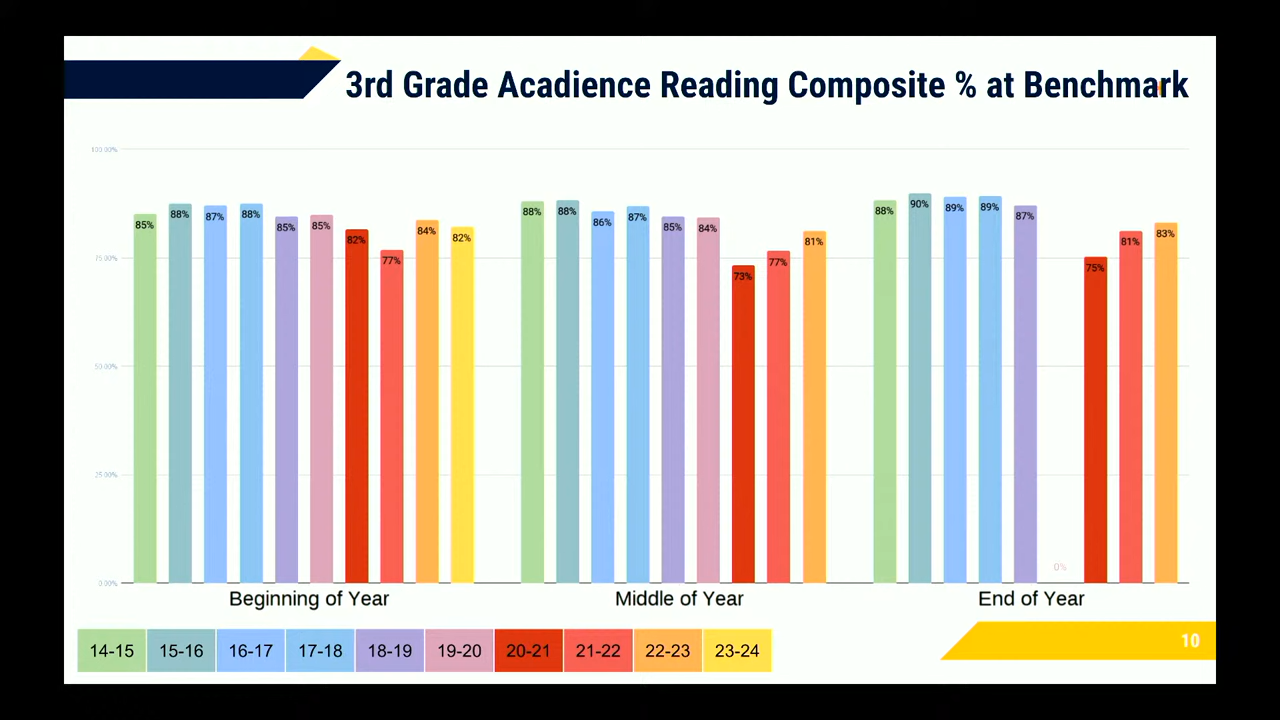 3rd Grade Acadience Reading Composite % at Benchmark
100.00%
75.00%
50.00%
25.00%
0.00%
85% 88% 87% 88% 85% 85% 82% 77% 84% 82%
88% 88% 86% 87% 85% 84% 73% 77% 81%
88% 90% 89% 89% 87% 0% 75% 81% 83%
Beginning of Year Middle of Year End of Year
14-15 15-16 16-17 17-18 18-19 19-20 20-21 21-22 22-23 23-24
10